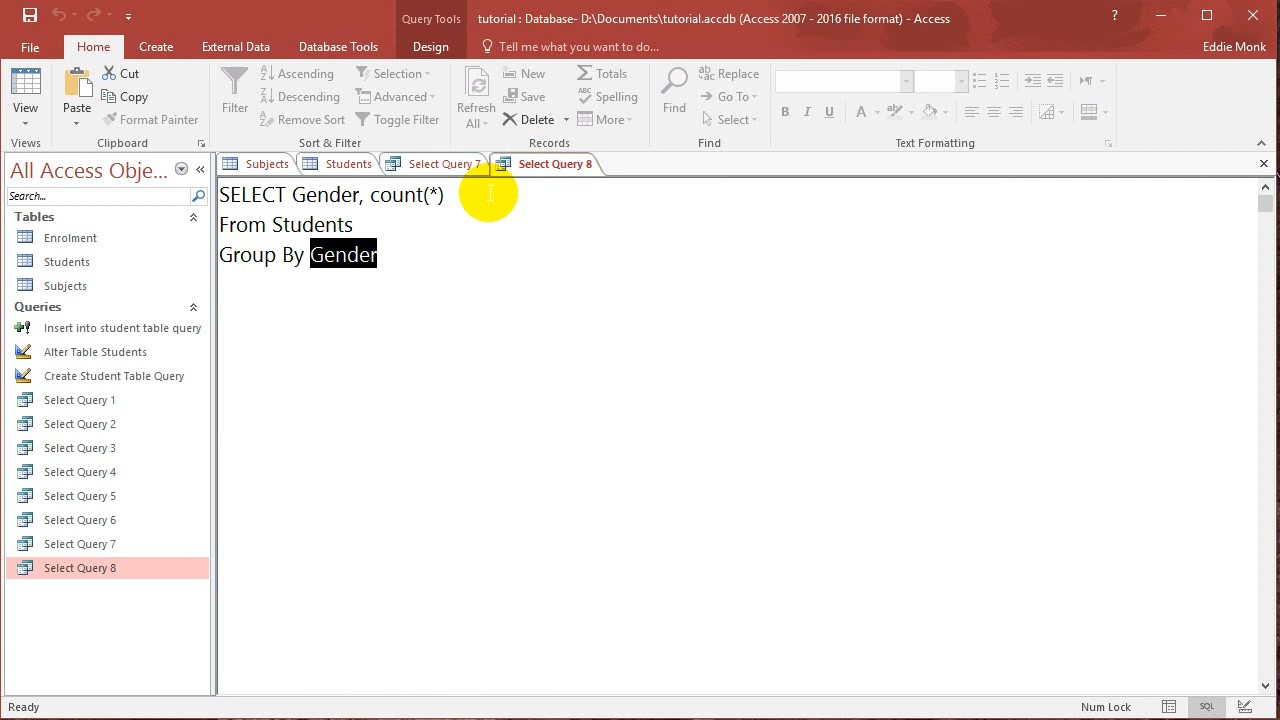 Query Tools
tutorial : Database- D:\Documents\tutorial.accdb (Access 2007 - 2016 file format) - Access
?
File
Home
Create
External Data
Database Tools
Design
Tell me what you want to do...
Eddie Monk
View
Views
Paste
Cut
Copy
Format Painter
Clipboard
Filter
Ascending
Descending
Remove Sort
Selection
Advanced
Toggle Filter
Sort & Filter
Refresh All
New
Save
Delete
Totals
Spelling
More
Records
Find
Replace
Go To
Select
Find
B I U A
Text Formatting
All Access Obje...
Search...
Tables
Enrolment
Students
Subjects
Queries
Insert into student table query
Alter Table Students
Create Student Table Query
Select Query 1
Select Query 2
Select Query 3
Select Query 4
Select Query 5
Select Query 6
Select Query 7
Select Query 8
Subjects
Students
Select Query 7
Select Query 8
SELECT Gender, count(*)
From Students
Group By Gender
Ready
Num Lock
SQL